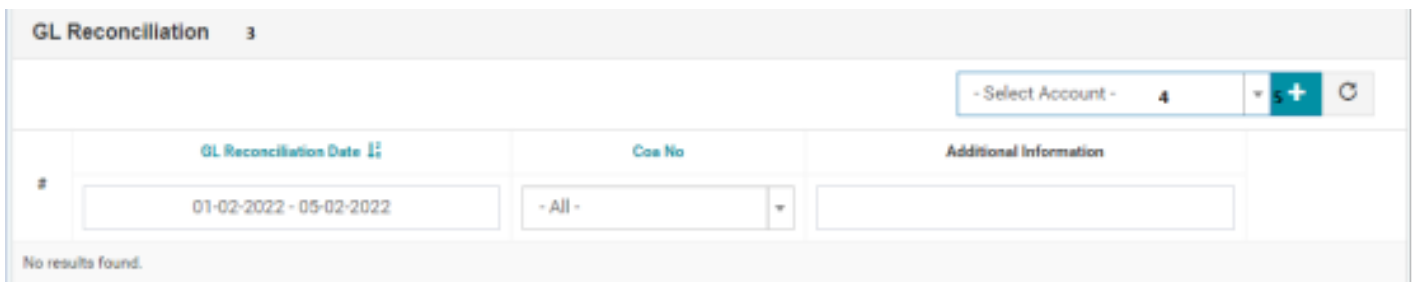 GL Reconciliation 3
- Select Account - 4 5 +
GL Reconciliation Date Coa No Additional Information
#
01-02-2022 - 05-02-2022 - All -
No results found.